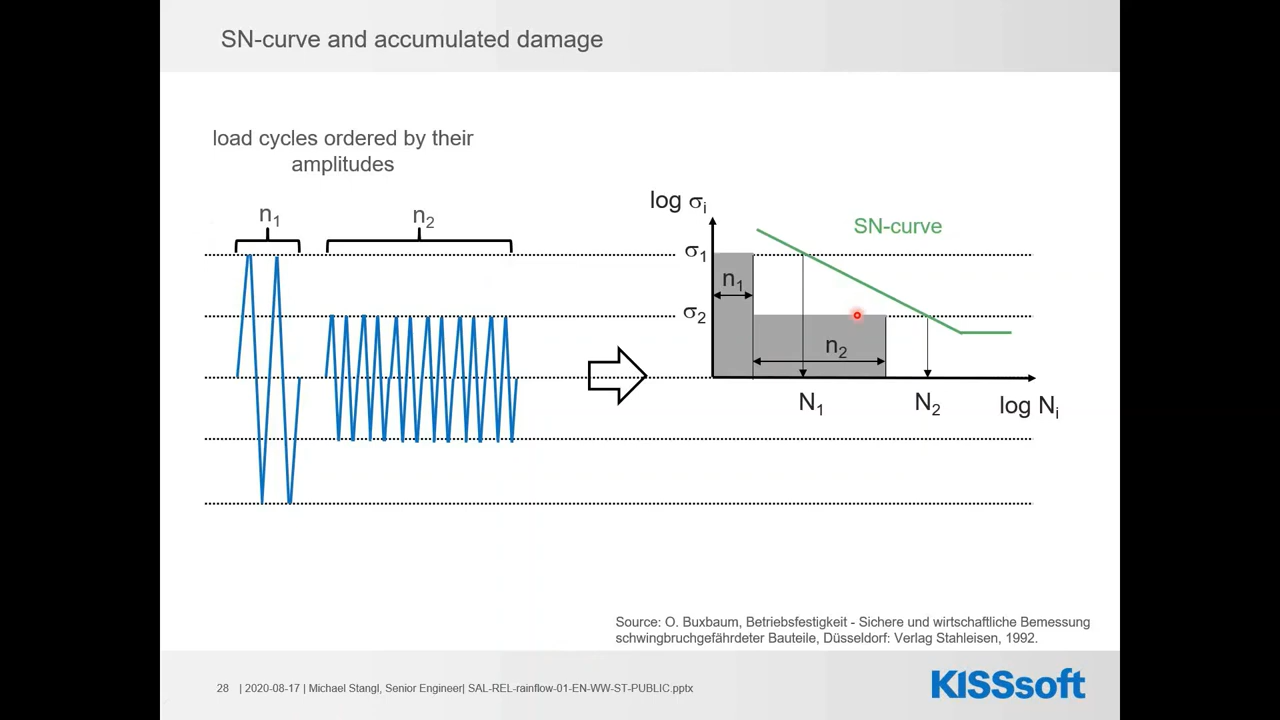 SN-curve and accumulated damage
load cycles ordered by their
amplitudes
n1
n2
log σi
SN-curve
σ1
n1
σ2
n2
N1
N2
log Ni
Source: O. Buxbaum, Betriebsfestigkeit - Sichere und wirtschaftliche Bemessung
schwingbruchgefährdeter Bauteile, Düsseldorf: Verlag Stahleisen, 1992.
28 | 2020-08-17 | Michael Stangl, Senior Engineer| SAL-REL-rainflow-01-EN-WW-ST-PUBLIC.pptx
KISSsoft